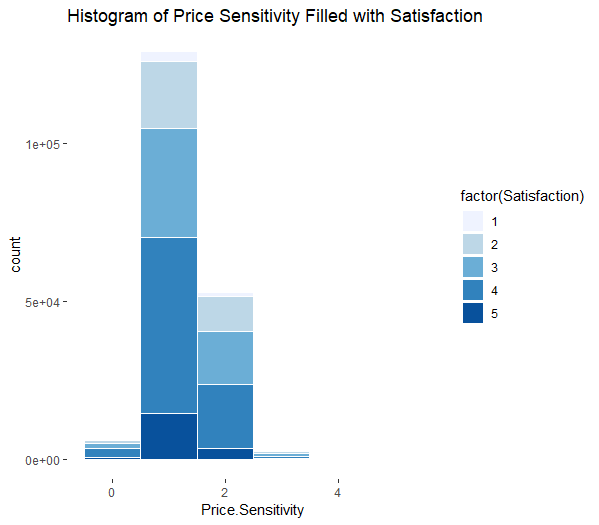 Histogram of Price Sensitivity Filled with Satisfaction
1e+05
5e+04
0e+00
count
0 2 4
Price.Sensitivity
factor(Satisfaction)
1
2
3
4
5